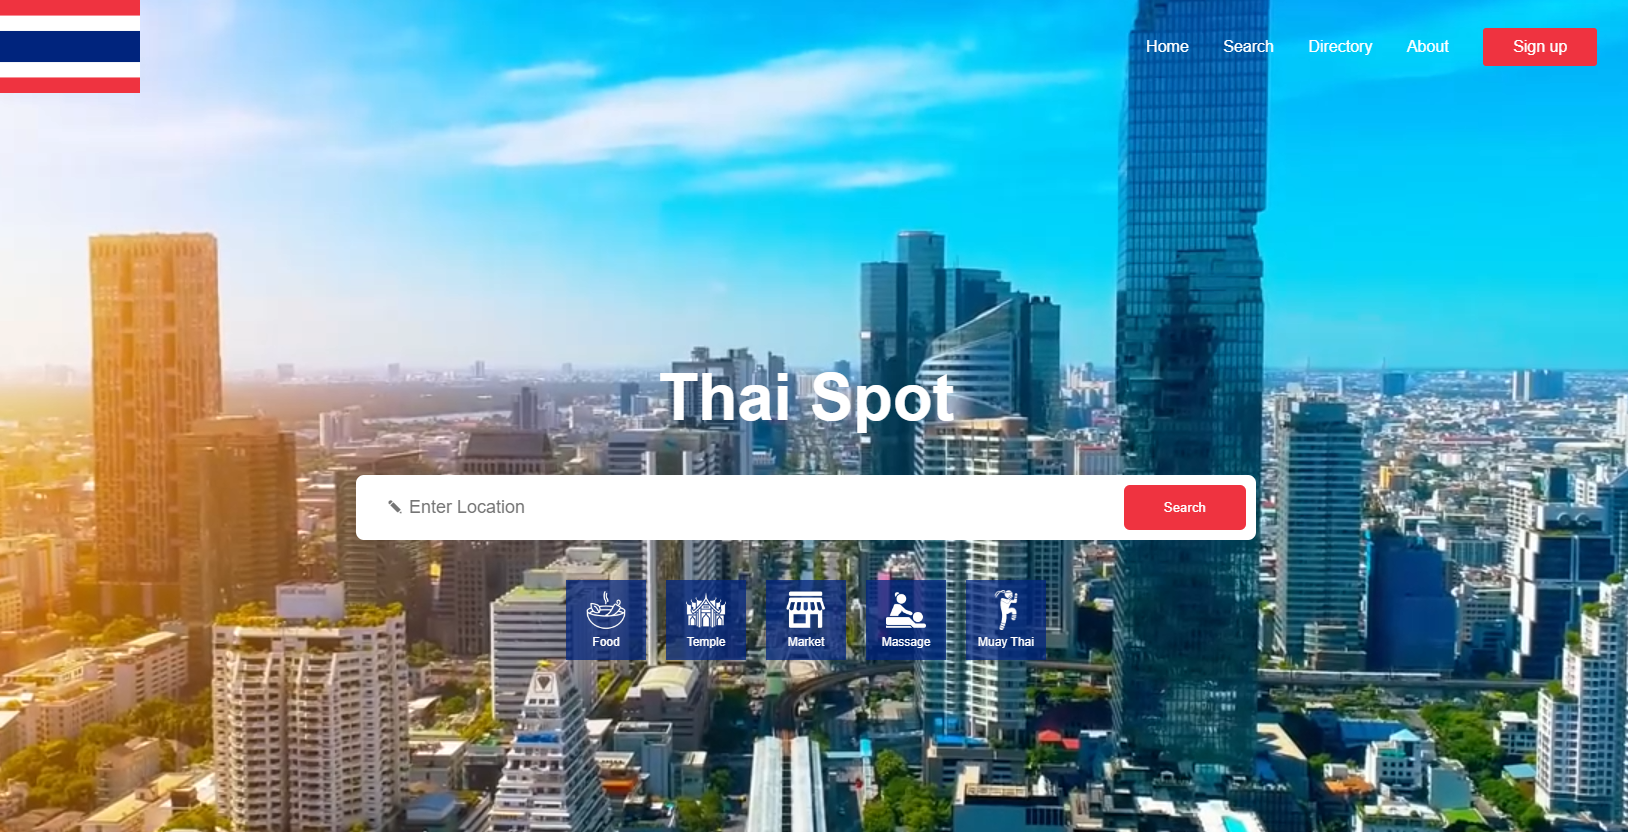 Home Search Directory About Sign up
Thai Spot
Enter Location Search
Food Temple Market Massage Muay Thai